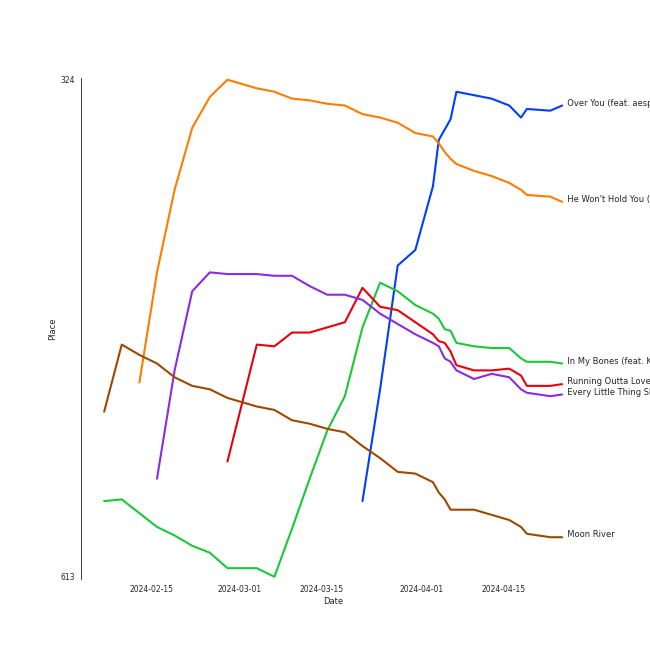 324
Over You (feat. aesp
He Won't Hold You (
Place
In My Bones (feat. K
Running Outta Love
Every Little Thing S
Moon River
613
2024-02-15 2024-03-01 2024-03-15 2024-04-01 2024-04-15
Date